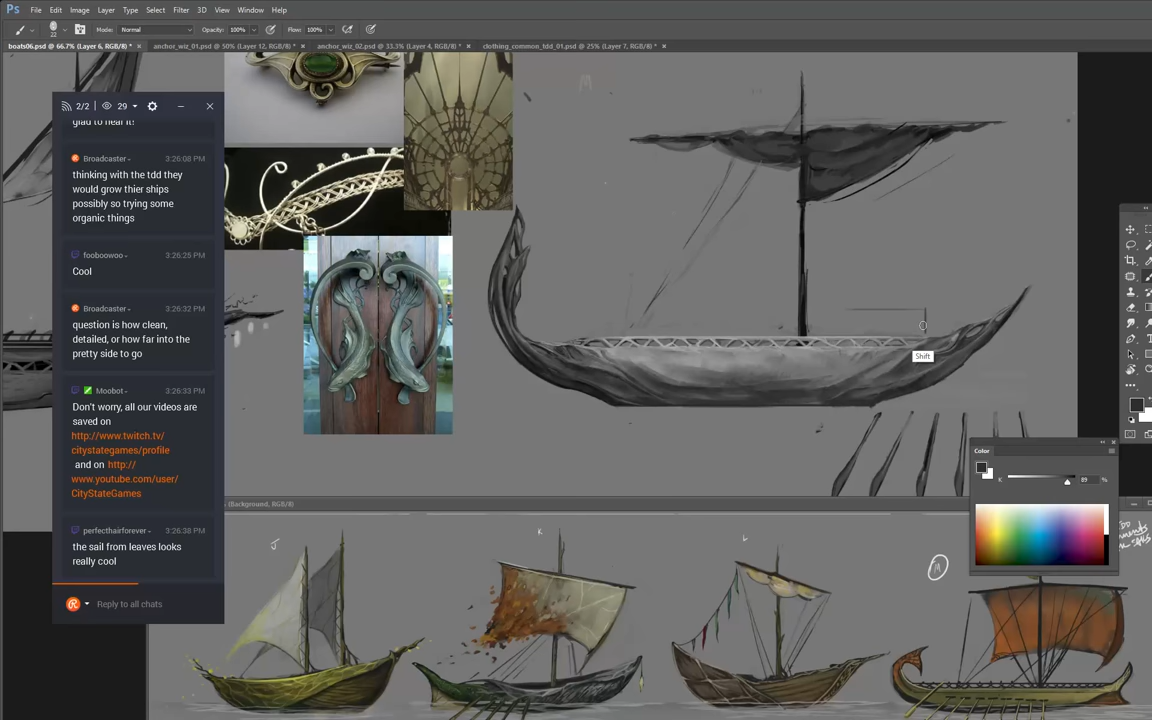 Ps File Edit Image Layer Type Select Filter 3D View Window Help
22 Mode: Normal Opacity: 100% Flow: 100%
boats06.psd @ 66.7% (Layer 6, RGB/8) * × anchor_wiz_01.psd @ 50% (Layer 12, RGB/8) * × anchor_wiz_02.psd @ 33.3% (Layer 4, RGB/8) * × clothing_common_tdd_01.psd @ 25% (Layer 7, RGB/8) * ×
2/2 29
glad to hear it!
Broadcaster 3:26:08 PM
thinking with the tdd they
would grow thier ships
possibly so trying some
organic things
fooboowoo 3:26:25 PM
Cool
Broadcaster 3:26:32 PM
question is how clean,
detailed, or how far into the
pretty side to go
Moobot 3:26:33 PM
Don't worry, all our videos are
saved on
http://www.twitch.tv/
citystategames/profile
and on http://
www.youtube.com/user/
CityStateGames
perfecthairforever 3:26:38 PM
the sail from leaves looks
really cool
Reply to all chats
Shift
Color
K 89 %
(Background, RGB/8)
J K L M